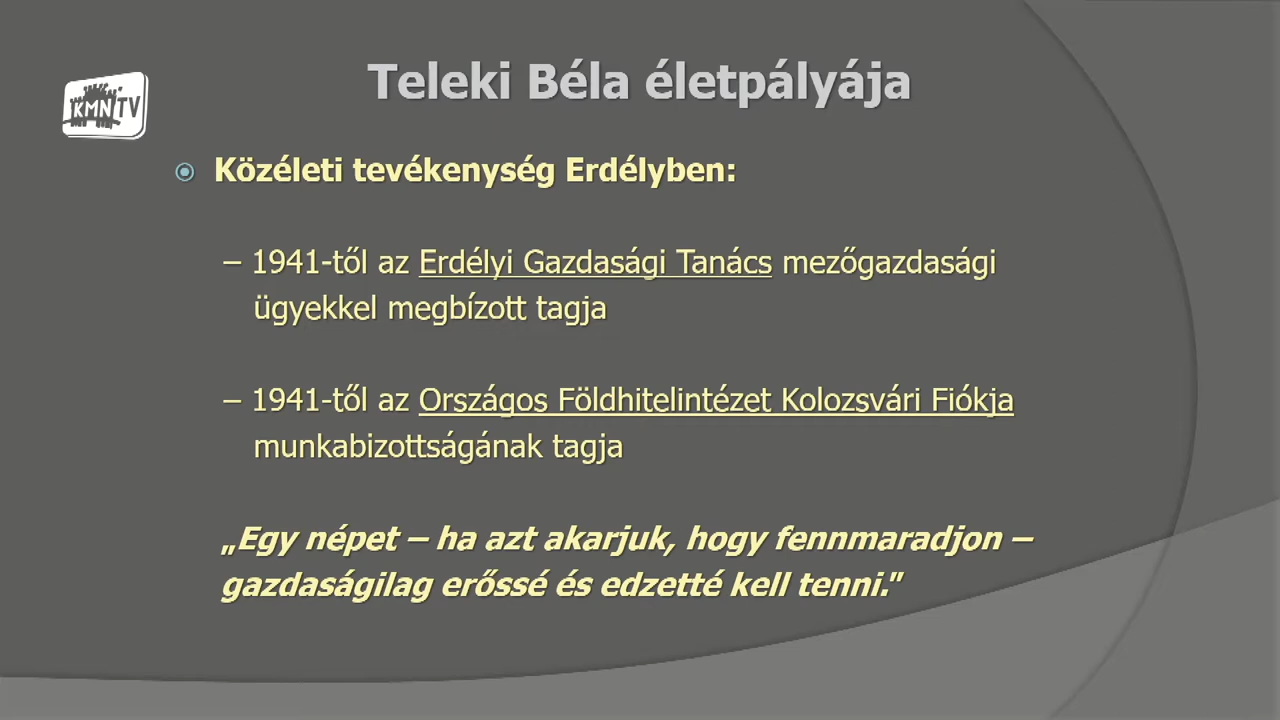 Teleki Béla életpályája
KMN TV
Közéleti tevékenység Erdélyben:
– 1941-től az Erdélyi Gazdasági Tanács mezőgazdasági
ügyekkel megbízott tagja
– 1941-től az Országos Földhitelintézet Kolozsvári Fiókja
munkabizottságának tagja
„Egy népet – ha azt akarjuk, hogy fennmaradjon –
gazdaságilag erőssé és edzetté kell tenni."